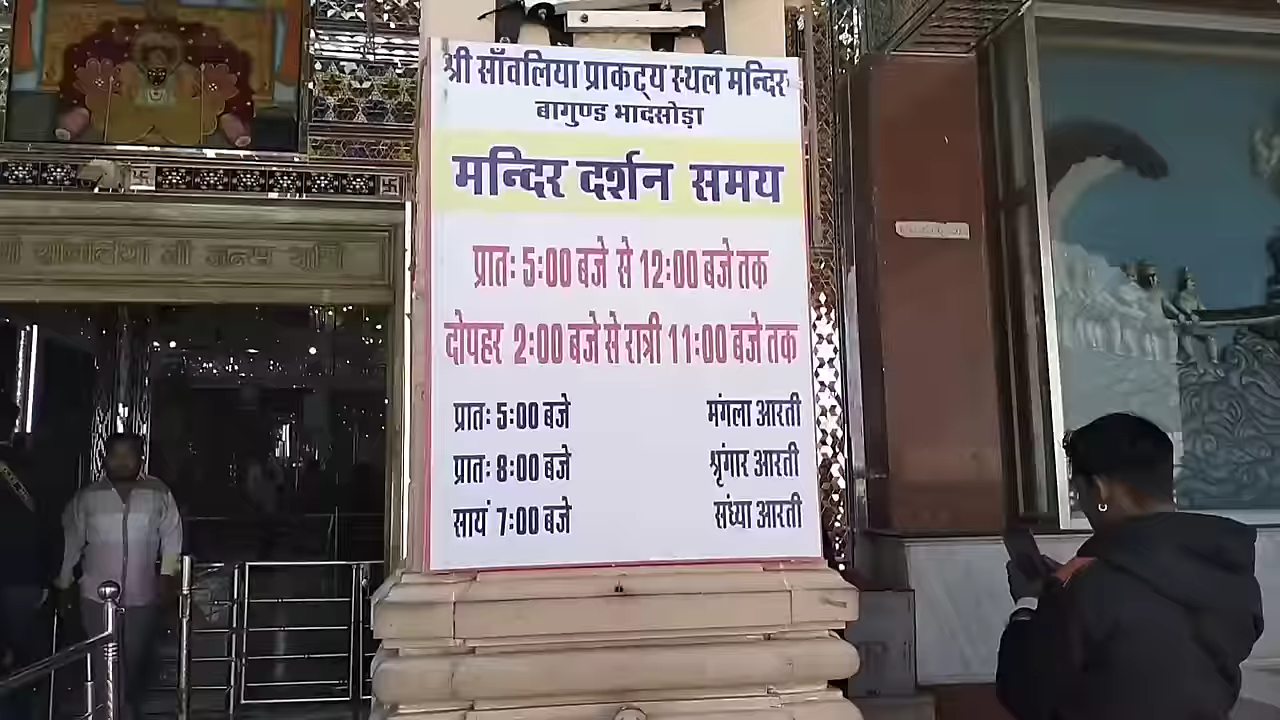 श्री साँवलिया प्राकट्य स्थल मन्दिर
बागुण्ड भादसोड़ा
मन्दिर दर्शन समय
प्रातः 5:00 बजे से 12:00 बजे तक
दोपहर 2:00 बजे से रात्री 11:00 बजे तक
प्रातः 5:00 बजे मंगला आरती
प्रातः 8:00 बजे श्रृंगार आरती
सायं 7:00 बजे संध्या आरती